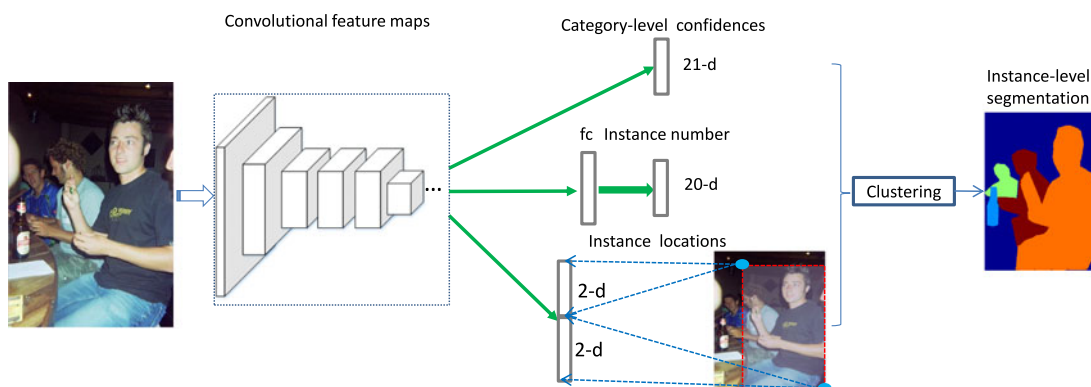 Convolutional feature maps
Category-level confidences
21-d
fc Instance number
20-d
Instance locations
2-d
2-d
...
Clustering
Instance-level
segmentation